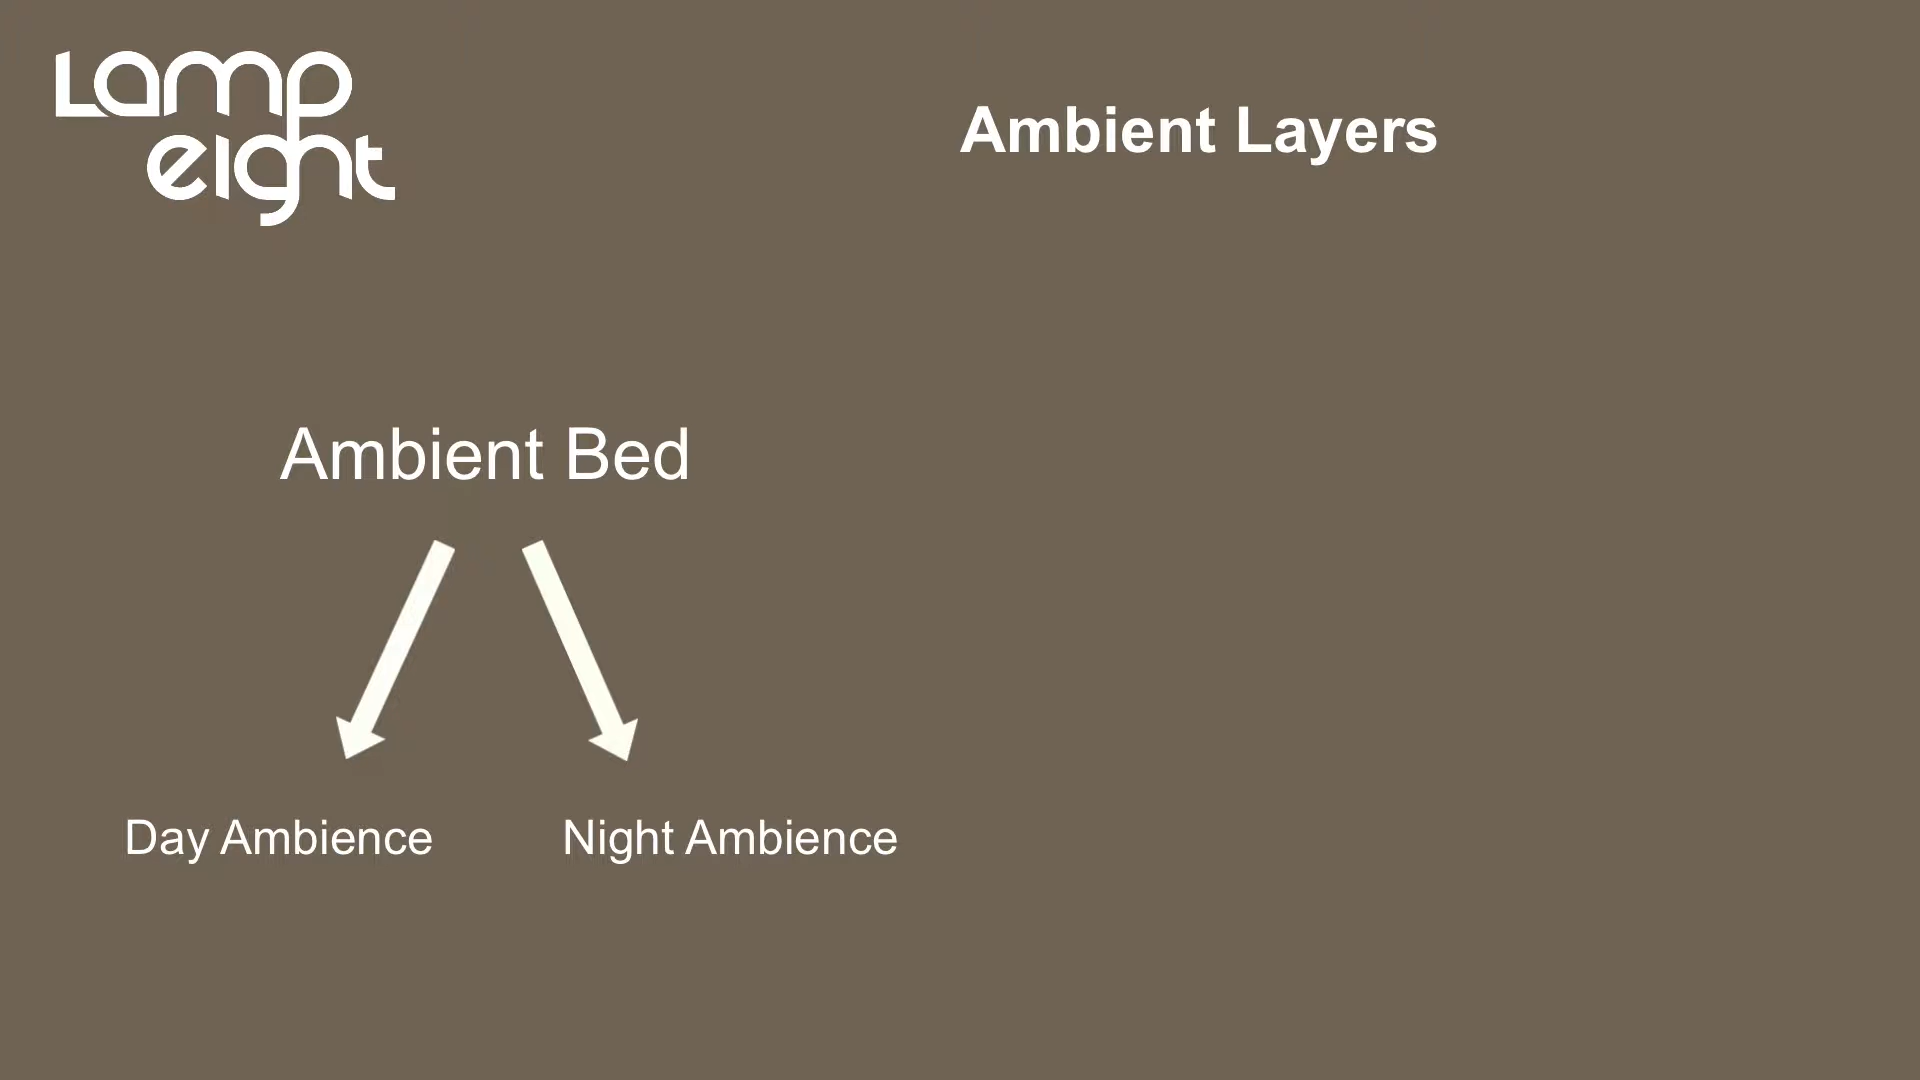 Lamp
eight
Ambient Layers
Ambient Bed
Day Ambience
Night Ambience